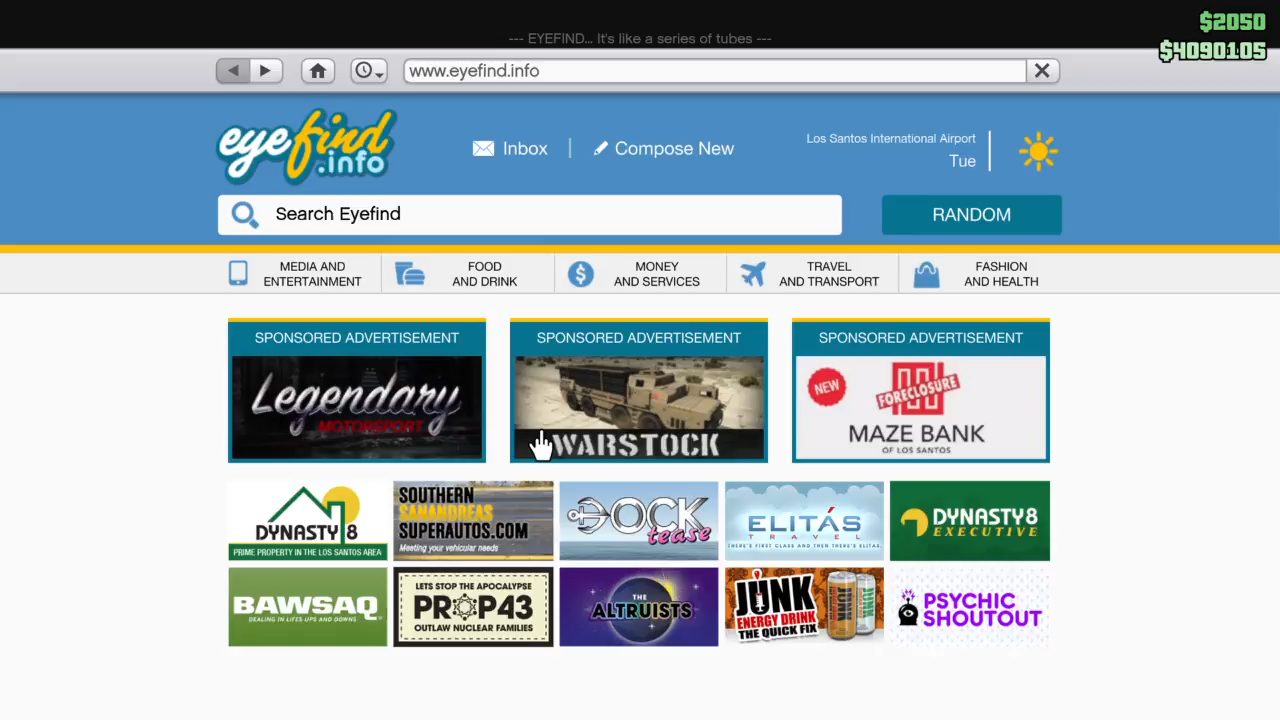 $2050
--- EYEFIND... It's like a series of tubes ---
$4090105
www.eyefind.info
eyefind
.info
Inbox
Compose New
Los Santos International Airport
Tue
Search Eyefind
RANDOM
MEDIA AND
ENTERTAINMENT
FOOD
AND DRINK
MONEY
AND SERVICES
TRAVEL
AND TRANSPORT
FASHION
AND HEALTH
SPONSORED ADVERTISEMENT
Legendary
MOTORSPORT
SPONSORED ADVERTISEMENT
WARSTOCK
SPONSORED ADVERTISEMENT
NEW
FORECLOSURE
MAZE BANK
OF LOS SANTOS
DYNASTY 8
PRIME PROPERTY IN THE LOS SANTOS AREA
SOUTHERN
SANANDREAS
SUPERAUTOS.COM
Meeting your vehicular needs
DOCK
tease
ELITÁS
TRAVEL
THERE'S FIRST CLASS AND THEN THERE'S ELITAS
DYNASTY 8
EXECUTIVE
BAWSAQ
DEALING IN LIFES UPS AND DOWNS
LETS STOP THE APOCALYPSE
PROP43
OUTLAW NUCLEAR FAMILIES
THE
ALTRUISTS
JUNK
ENERGY DRINK
THE QUICK FIX
PSYCHIC
SHOUTOUT